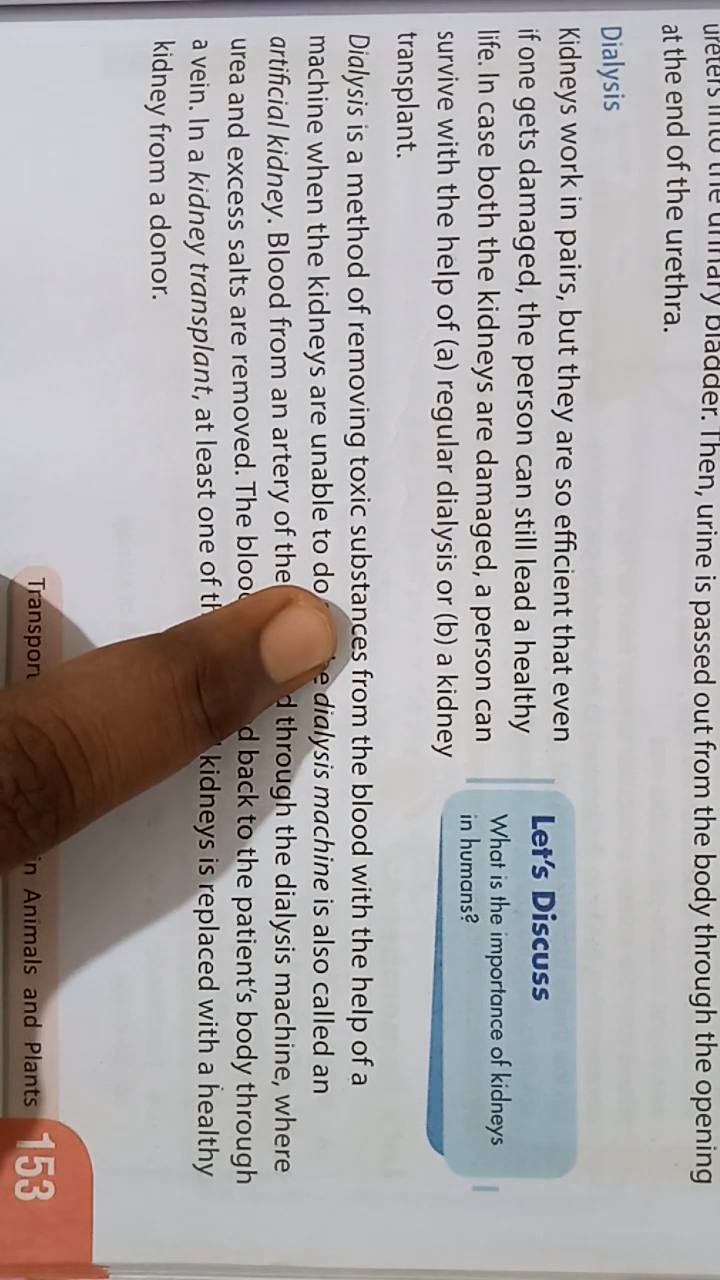 ureters into the urinary bladder. Then, urine is passed out from the body through the opening
at the end of the urethra.
Dialysis
Kidneys work in pairs, but they are so efficient that even
if one gets damaged, the person can still lead a healthy
life. In case both the kidneys are damaged, a person can
survive with the help of (a) regular dialysis or (b) a kidney
transplant.
Let's Discuss
What is the importance of kidneys
in humans?
Dialysis is a method of removing toxic substances from the blood with the help of a
machine when the kidneys are unable to do dialysis machine is also called an
artificial kidney. Blood from an artery of the through the dialysis machine, where
urea and excess salts are removed. The back to the patient's body through
a vein. In a kidney transplant, at least one of kidneys is replaced with a healthy
kidney from a donor.
in Animals and Plants 153